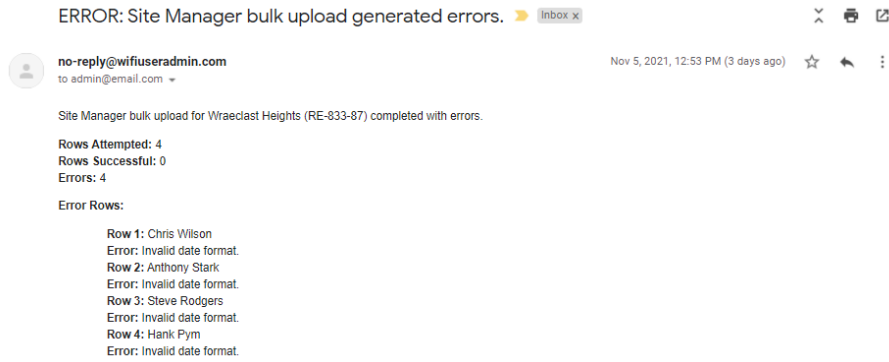 ERROR: Site Manager bulk upload generated errors. Inbox x
no-reply@wifiuseradmin.com Nov 5, 2021, 12:53 PM (3 days ago)
to admin@email.com
Site Manager bulk upload for Wraeclast Heights (RE-833-87) completed with errors.
Rows Attempted: 4
Rows Successful: 0
Errors: 4
Error Rows:
Row 1: Chris Wilson
Error: Invalid date format.
Row 2: Anthony Stark
Error: Invalid date format.
Row 3: Steve Rodgers
Error: Invalid date format.
Row 4: Hank Pym
Error: Invalid date format.